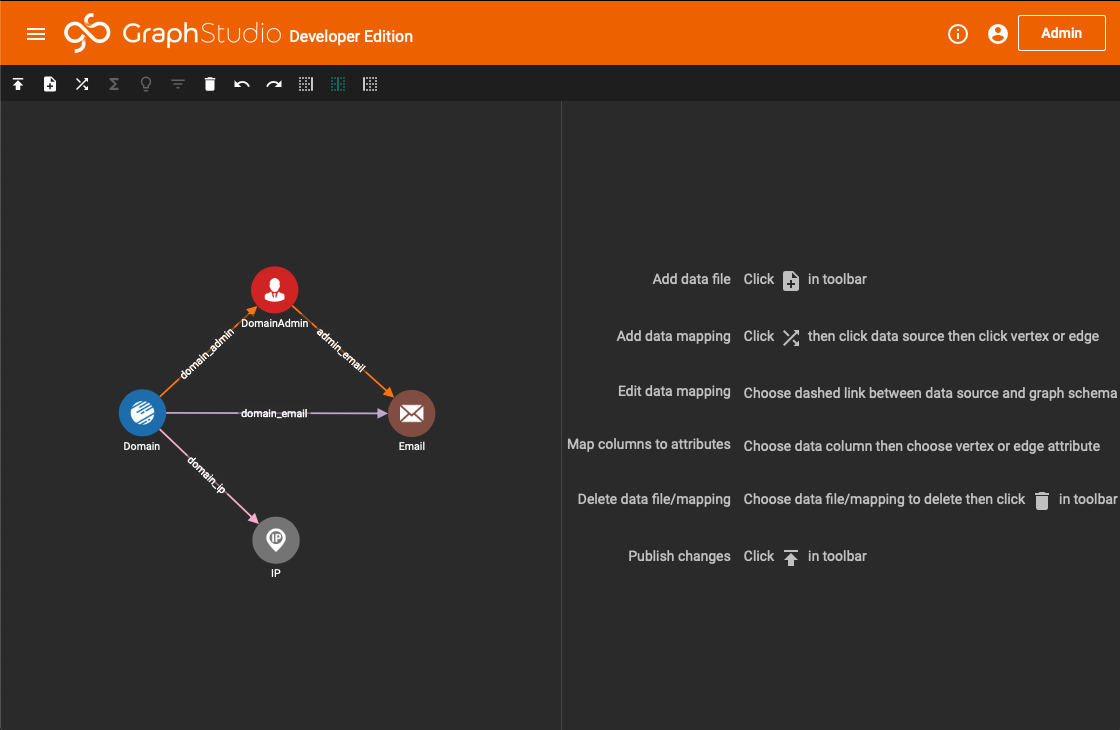 GraphStudio Developer Edition
Admin
DomainAdmin
domain_admin
admin_email
domain_email
Domain
Email
domain_ip
IP
IP
Add data file Click in toolbar
Add data mapping Click then click data source then click vertex or edge
Edit data mapping Choose dashed link between data source and graph schema
Map columns to attributes Choose data column then choose vertex or edge attribute
Delete data file/mapping Choose data file/mapping to delete then click in toolbar
Publish changes Click in toolbar